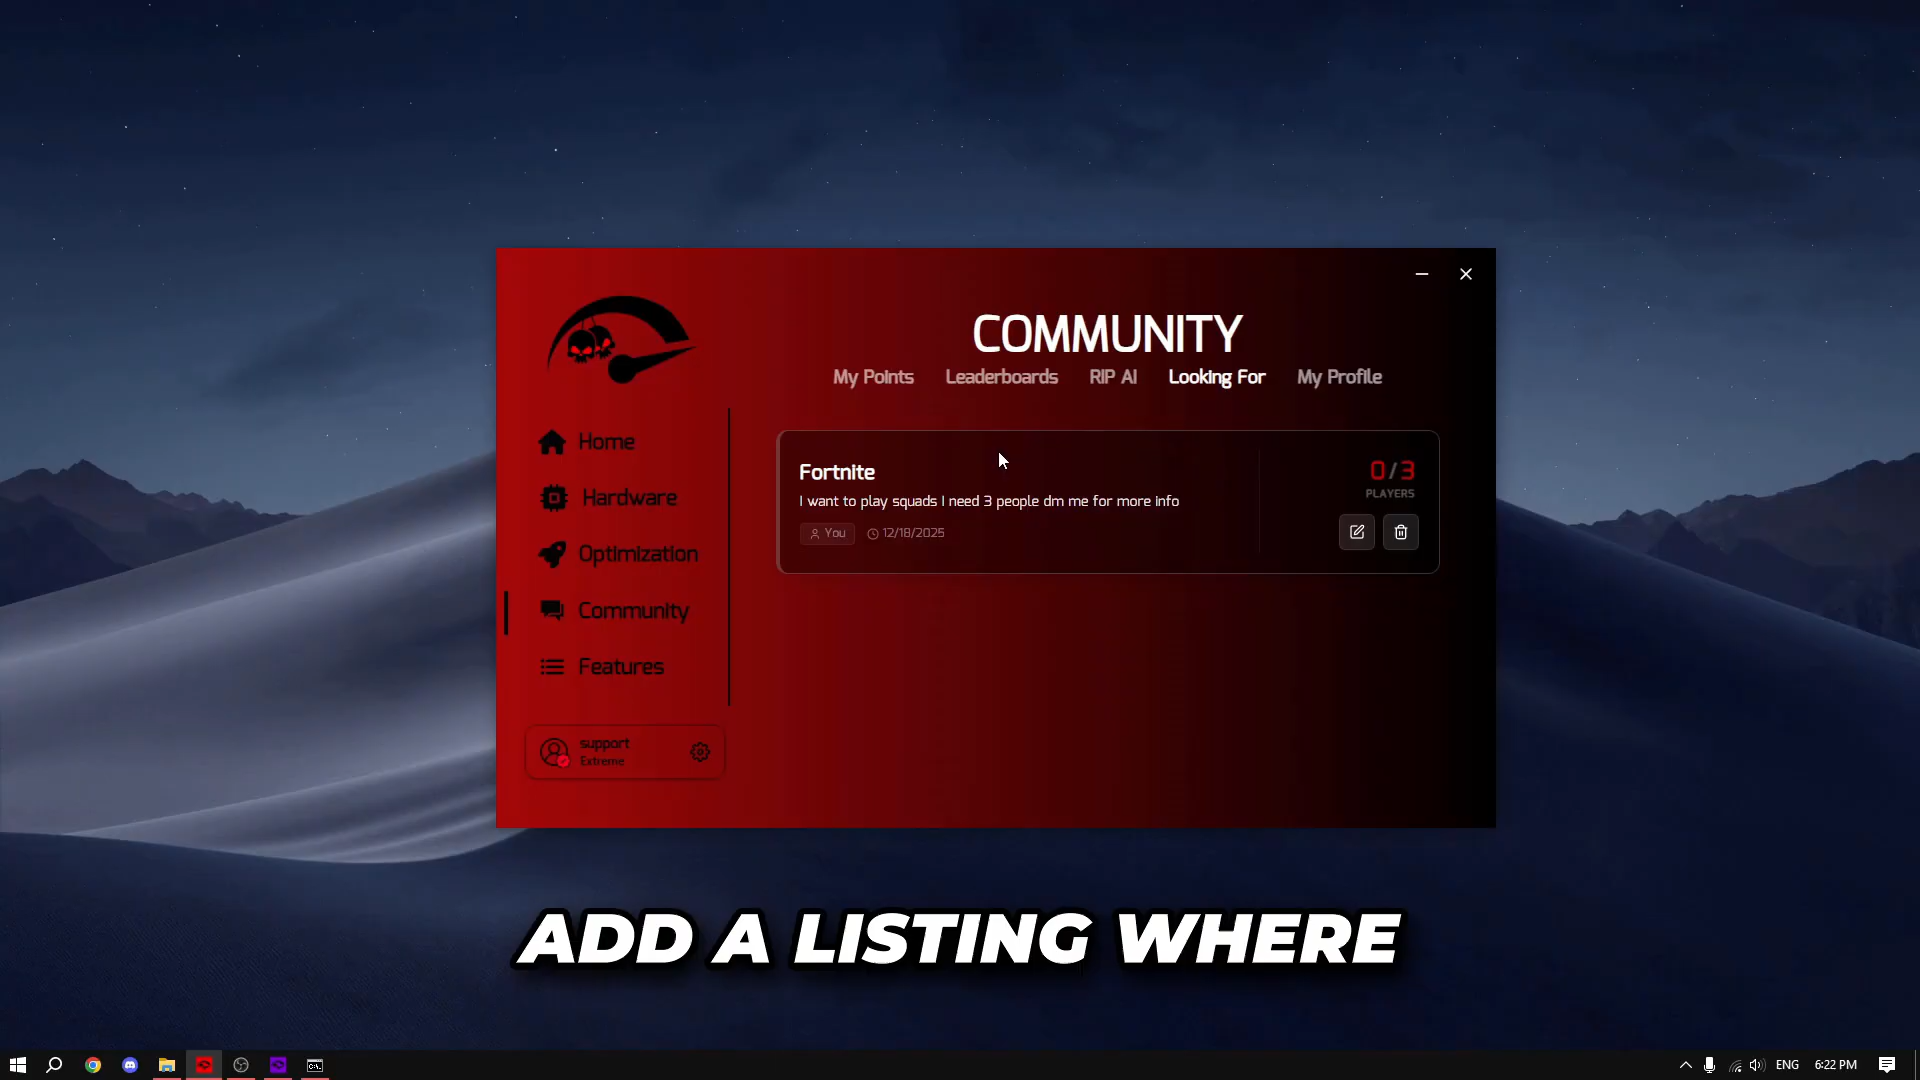 COMMUNITY
My Points Leaderboards RIP AI Looking For My Profile
Home
Hardware
Optimization
Community
Features
support
Extreme
Fortnite
I want to play squads I need 3 people dm me for more info
You 12/18/2025
0/3
PLAYERS
ADD A LISTING WHERE
ENG 6:22 PM